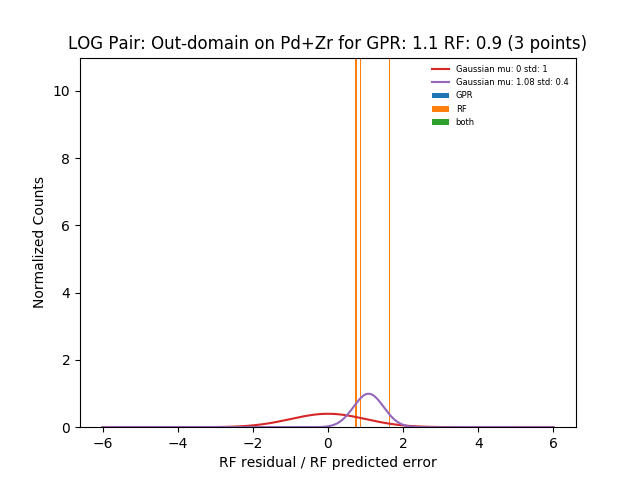 LOG Pair: Out-domain on Pd+Zr for GPR: 1.1 RF: 0.9 (3 points)
Gaussian mu: 0 std: 1
Gaussian mu: 1.08 std: 0.4
GPR
RF
both
Normalized Counts
10
8
6
4
2
0
−6 −4 −2 0 2 4 6
RF residual / RF predicted error